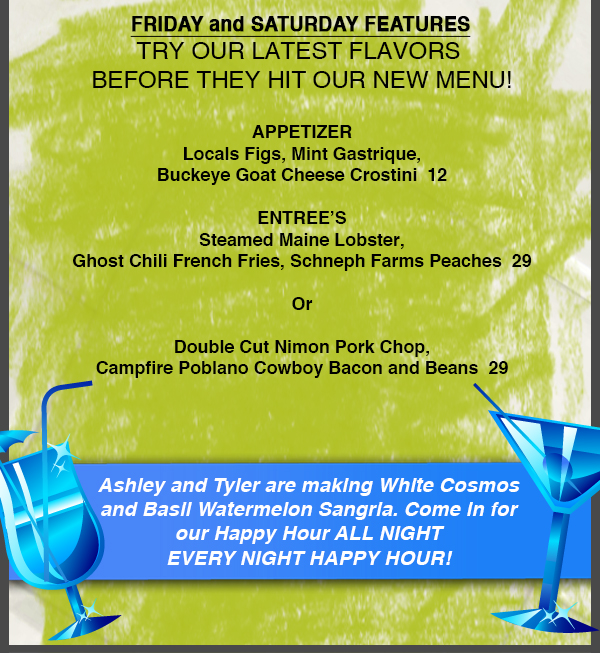 FRIDAY and SATURDAY FEATURES
TRY OUR LATEST FLAVORS
BEFORE THEY HIT OUR NEW MENU!
APPETIZER
Locals Figs, Mint Gastrique,
Buckeye Goat Cheese Crostini 12
ENTREE’S
Steamed Maine Lobster,
Ghost Chili French Fries, Schneph Farms Peaches 29
Or
Double Cut Nimon Pork Chop,
Campfire Poblano Cowboy Bacon and Beans 29
Ashley and Tyler are making White Cosmos
and Basil Watermelon Sangria. Come in for
our Happy Hour ALL NIGHT
EVERY NIGHT HAPPY HOUR!